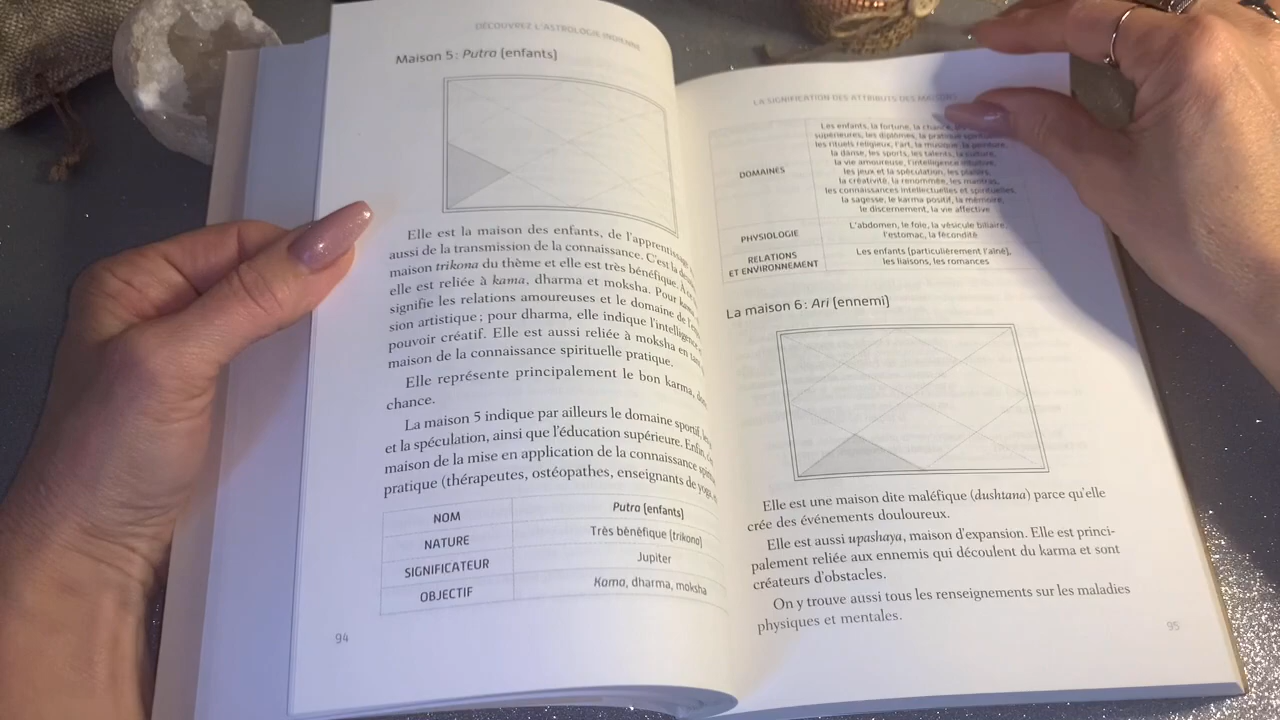 DÉCOUVREZ L'ASTROLOGIE INDIENNE
Maison 5 : Putra (enfants)
Elle est la maison des enfants, de l'apprentissage
aussi de la transmission de la connaissance. C'est la
maison trikona du thème et elle est très bénéfique.
elle est reliée à kama, dharma et moksha. Pour kama
signifie les relations amoureuses et le domaine de
sion artistique ; pour dharma, elle indique l'intelligence
pouvoir créatif. Elle est aussi reliée à moksha en tant
maison de la connaissance spirituelle pratique.
Elle représente principalement le bon karma,
chance.
La maison 5 indique par ailleurs le domaine sportif,
et la spéculation, ainsi que l'éducation supérieure. Enfin,
maison de la mise en application de la connaissance
pratique (thérapeutes, ostéopathes, enseignants de yoga,
NOM Putra (enfants)
NATURE Très bénéfique (trikona)
SIGNIFICATEUR Jupiter
OBJECTIF Kama, dharma, moksha
94
LA SIGNIFICATION DES ATTRIBUTS DES MAISONS
DOMAINES
Les enfants, la fortune, la chance,
supérieures, les diplômes, la pratique
les rituels religieux, l'art, la musique, la peinture,
la danse, les sports, les talents, la culture,
la vie amoureuse, l'intelligence intuitive,
les jeux et la spéculation, les plaisirs,
la créativité, la renommée, les mantras,
les connaissances intellectuelles et spirituelles,
la sagesse, le karma positif, la mémoire,
le discernement, la vie affective
PHYSIOLOGIE
L'abdomen, le foie, la vésicule biliaire,
l'estomac, la fécondité
RELATIONS
ET ENVIRONNEMENT
Les enfants (particulièrement l'aîné),
les liaisons, les romances
La maison 6 : Ari (ennemi)
Elle est une maison dite maléfique (dushtana) parce qu'elle
crée des événements douloureux.
Elle est aussi upashaya, maison d'expansion. Elle est princi-
palement reliée aux ennemis qui découlent du karma et sont
créateurs d'obstacles.
On y trouve aussi tous les renseignements sur les maladies
physiques et mentales.
95